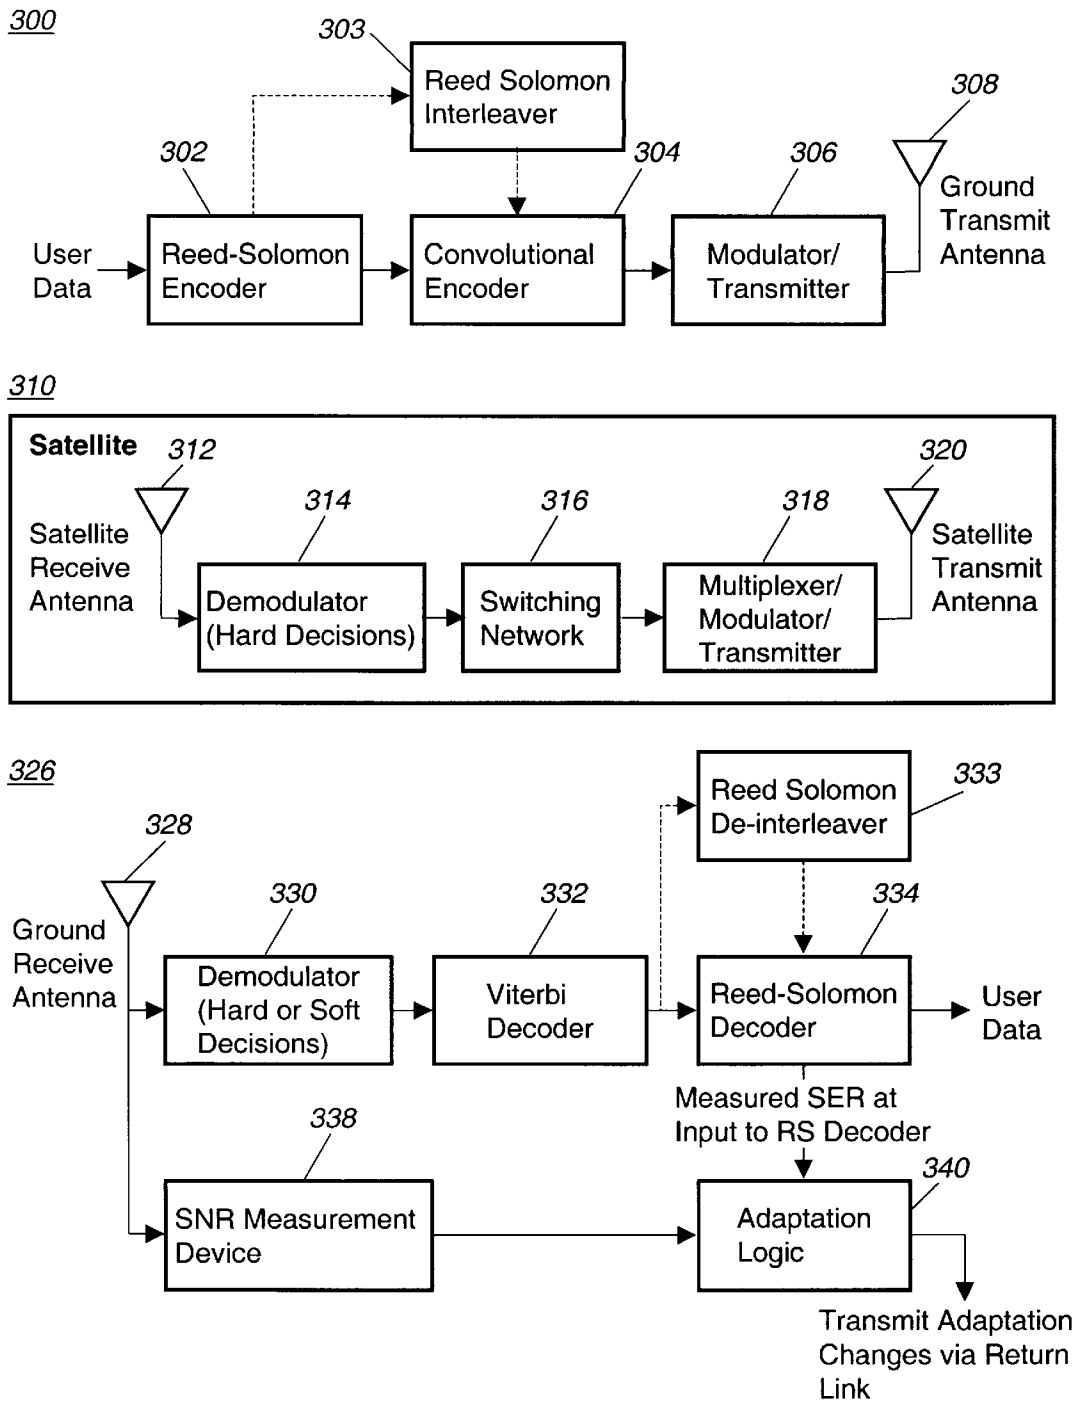 300
303
Reed Solomon
Interleaver
308
302
304
306
Ground
Transmit
Antenna
User
Data
Reed-Solomon
Encoder
Convolutional
Encoder
Modulator/
Transmitter
310
Satellite
312
320
314
316
318
Satellite
Receive
Antenna
Satellite
Transmit
Antenna
Demodulator
(Hard Decisions)
Switching
Network
Multiplexer/
Modulator/
Transmitter
326
Reed Solomon
De-interleaver
333
328
330
332
334
Ground
Receive
Antenna
Demodulator
(Hard or Soft
Decisions)
Viterbi
Decoder
Reed-Solomon
Decoder
User
Data
Measured SER at
Input to RS Decoder
338
340
SNR Measurement
Device
Adaptation
Logic
Transmit Adaptation
Changes via Return
Link